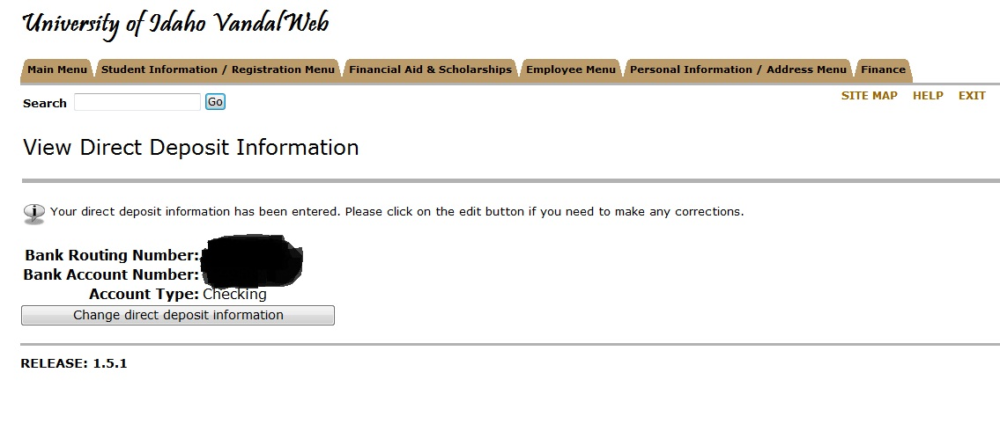 University of Idaho VandalWeb
Main Menu Student Information / Registration Menu Financial Aid & Scholarships Employee Menu Personal Information / Address Menu Finance
Search Go SITE MAP HELP EXIT
View Direct Deposit Information
Your direct deposit information has been entered. Please click on the edit button if you need to make any corrections.
Bank Routing Number:
Bank Account Number:
Account Type: Checking
Change direct deposit information
RELEASE: 1.5.1